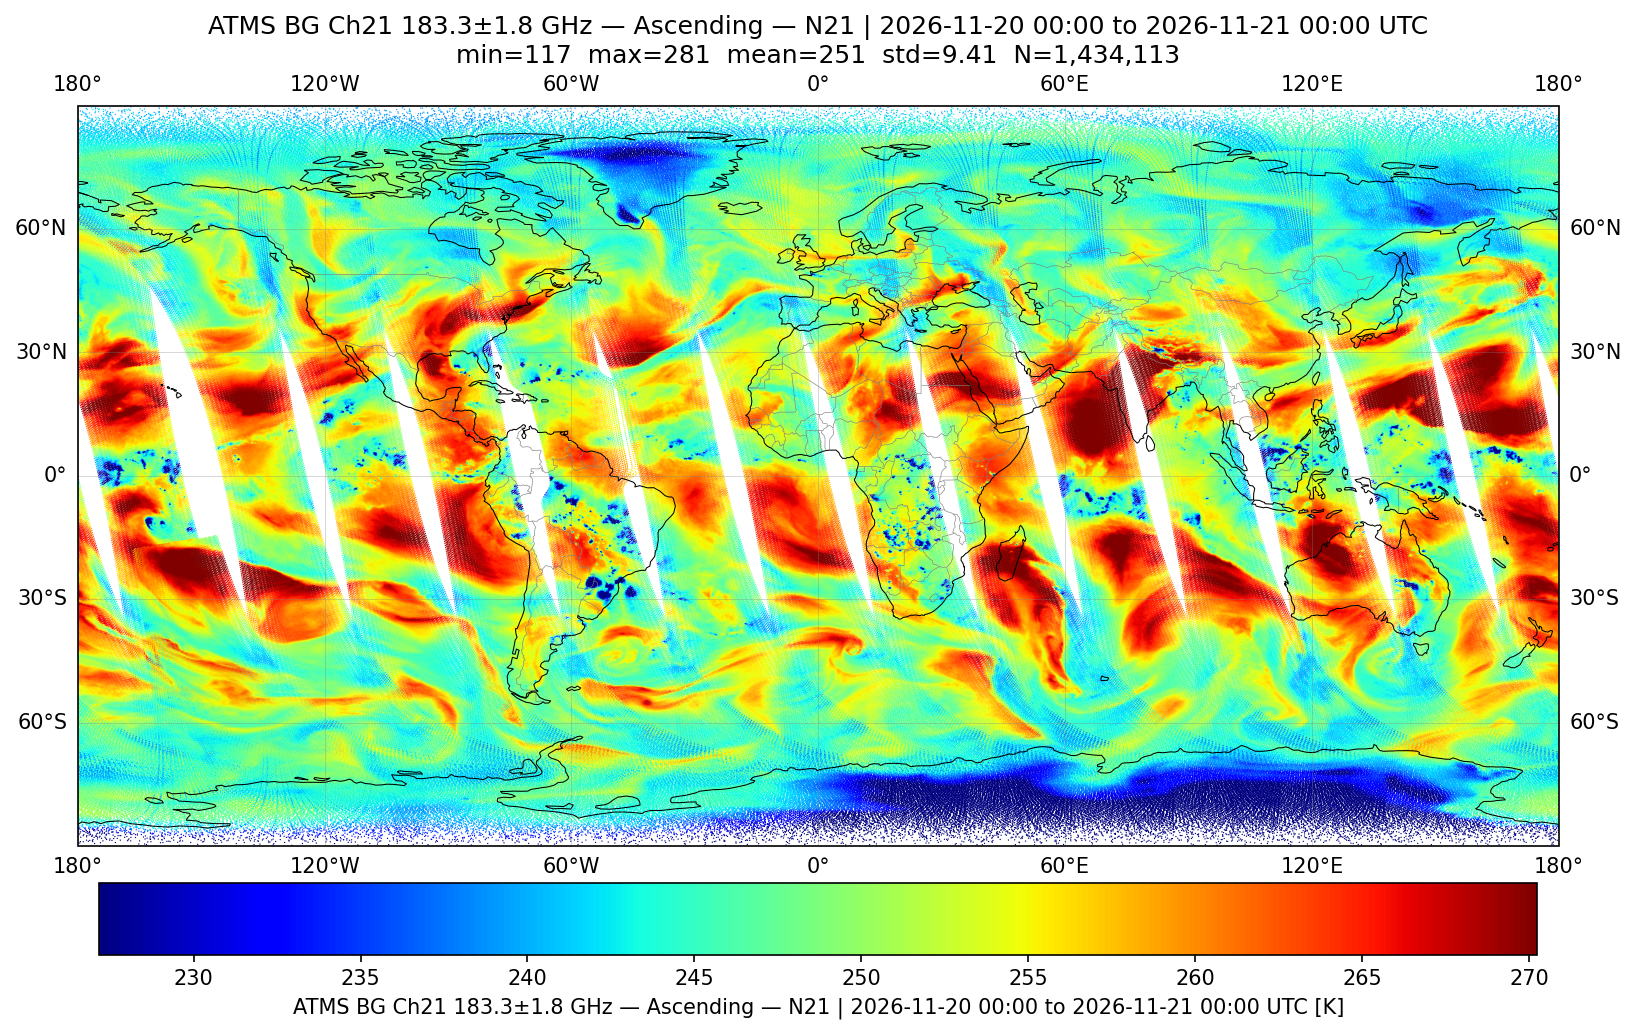 ATMS BG Ch21 183.3±1.8 GHz — Ascending — N21 | 2026-11-20 00:00 to 2026-11-21 00:00 UTC
min=117 max=281 mean=251 std=9.41 N=1,434,113
180° 120°W 60°W 0° 60°E 120°E 180°
60°N 60°N
30°N 30°N
0° 0°
30°S 30°S
60°S 60°S
180° 120°W 60°W 0° 60°E 120°E 180°
230 235 240 245 250 255 260 265 270
ATMS BG Ch21 183.3±1.8 GHz — Ascending — N21 | 2026-11-20 00:00 to 2026-11-21 00:00 UTC [K]